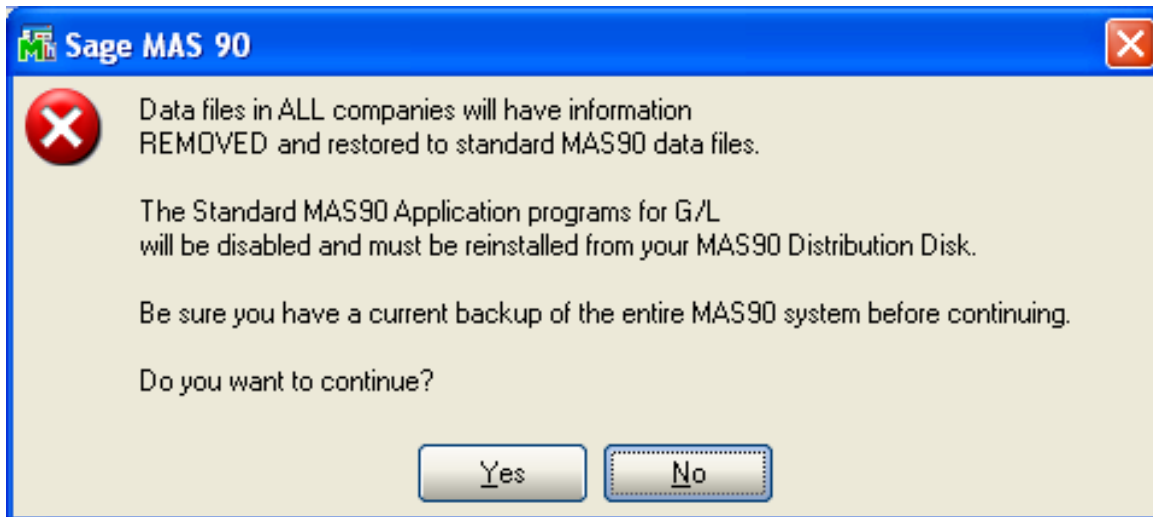 Sage MAS 90
Data files in ALL companies will have information
REMOVED and restored to standard MAS90 data files.
The Standard MAS90 Application programs for G/L
will be disabled and must be reinstalled from your MAS90 Distribution Disk.
Be sure you have a current backup of the entire MAS90 system before continuing.
Do you want to continue?
Yes No